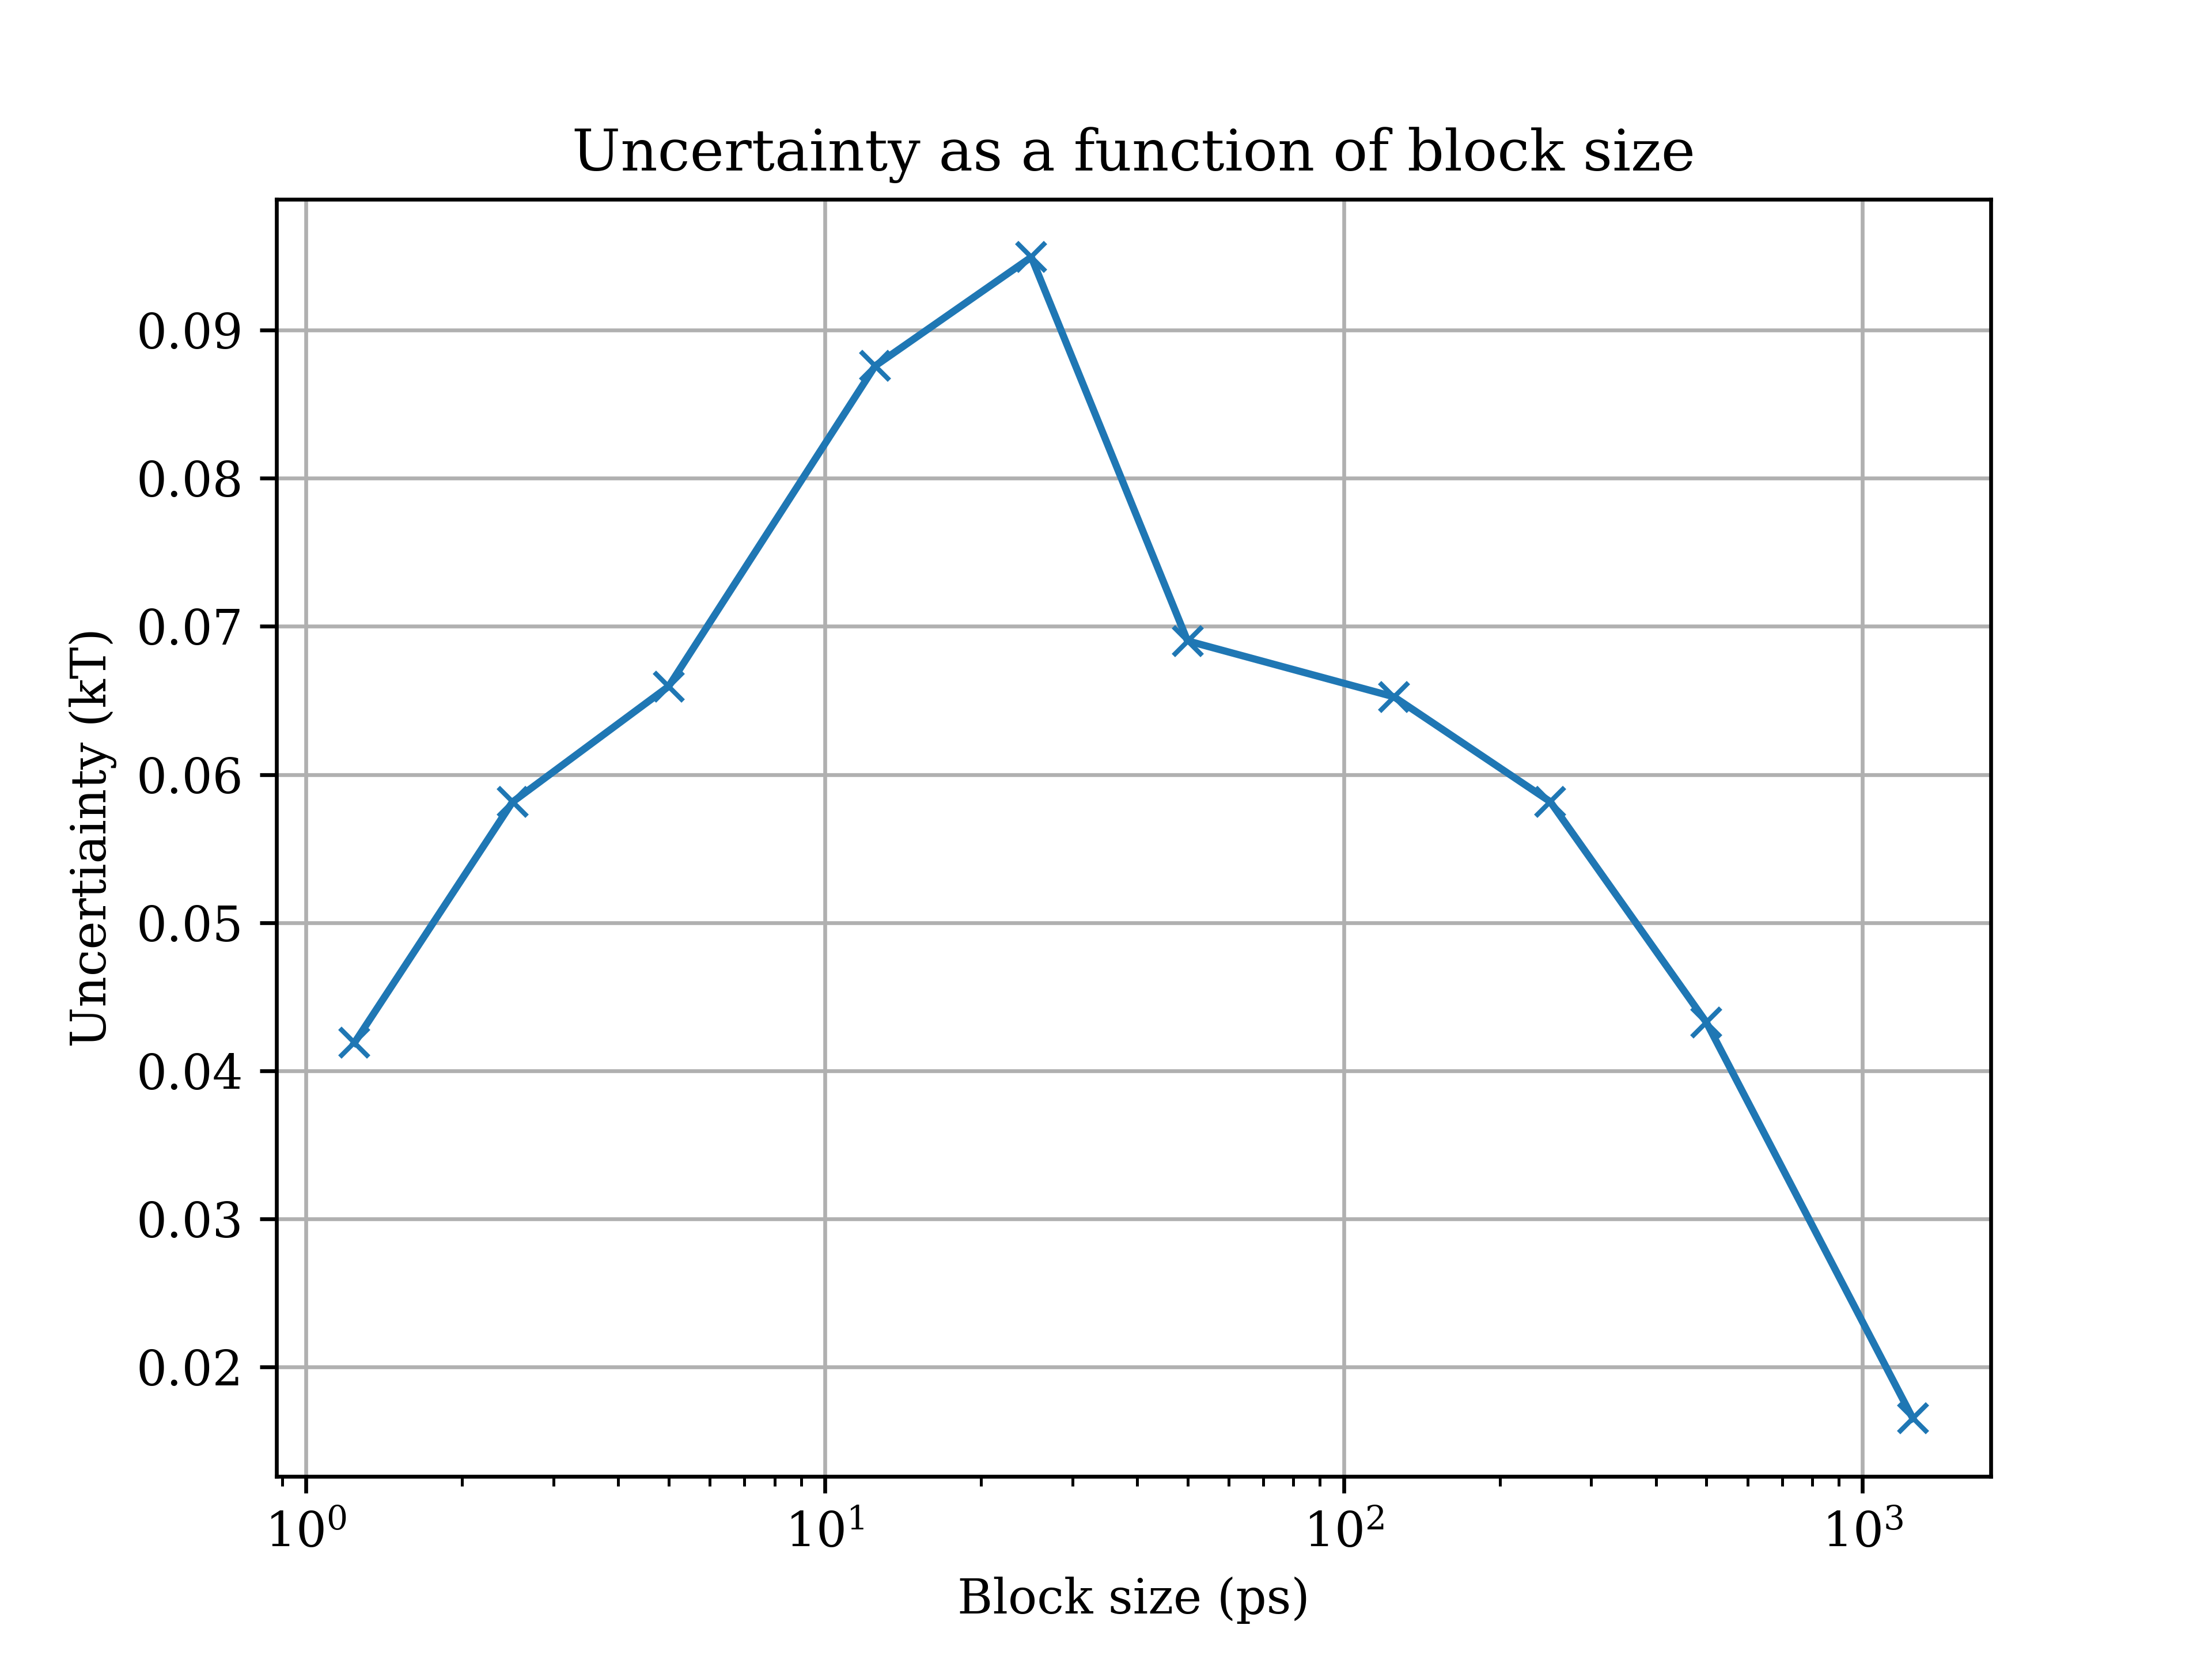 Uncertainty as a function of block size
Uncertiainty (kT)
0.09
0.08
0.07
0.06
0.05
0.04
0.03
0.02
10⁰ 10¹ 10² 10³
Block size (ps)